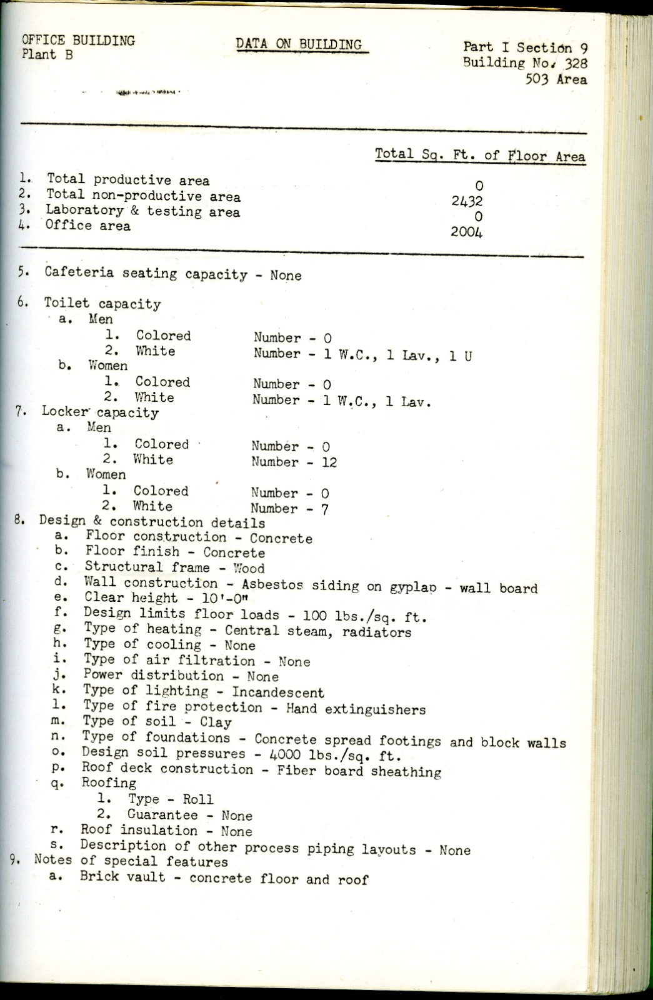 OFFICE BUILDING
Plant B
DATA ON BUILDING
Part I Section 9
Building No. 328
503 Area
Total Sq. Ft. of Floor Area
1. Total productive area 0
2. Total non-productive area 2432
3. Laboratory & testing area 0
4. Office area 2004
5. Cafeteria seating capacity - None
6. Toilet capacity
a. Men
1. Colored Number - 0
2. White Number - 1 W.C., 1 Lav., 1 U
b. Women
1. Colored Number - 0
2. White Number - 1 W.C., 1 Lav.
7. Locker capacity
a. Men
1. Colored Number - 0
2. White Number - 12
b. Women
1. Colored Number - 0
2. White Number - 7
8. Design & construction details
a. Floor construction - Concrete
b. Floor finish - Concrete
c. Structural frame - Wood
d. Wall construction - Asbestos siding on gyplap - wall board
e. Clear height - 10'-0"
f. Design limits floor loads - 100 lbs./sq. ft.
g. Type of heating - Central steam, radiators
h. Type of cooling - None
i. Type of air filtration - None
j. Power distribution - None
k. Type of lighting - Incandescent
l. Type of fire protection - Hand extinguishers
m. Type of soil - Clay
n. Type of foundations - Concrete spread footings and block walls
o. Design soil pressures - 4000 lbs./sq. ft.
p. Roof deck construction - Fiber board sheathing
q. Roofing
1. Type - Roll
2. Guarantee - None
r. Roof insulation - None
s. Description of other process piping layouts - None
9. Notes of special features
a. Brick vault - concrete floor and roof